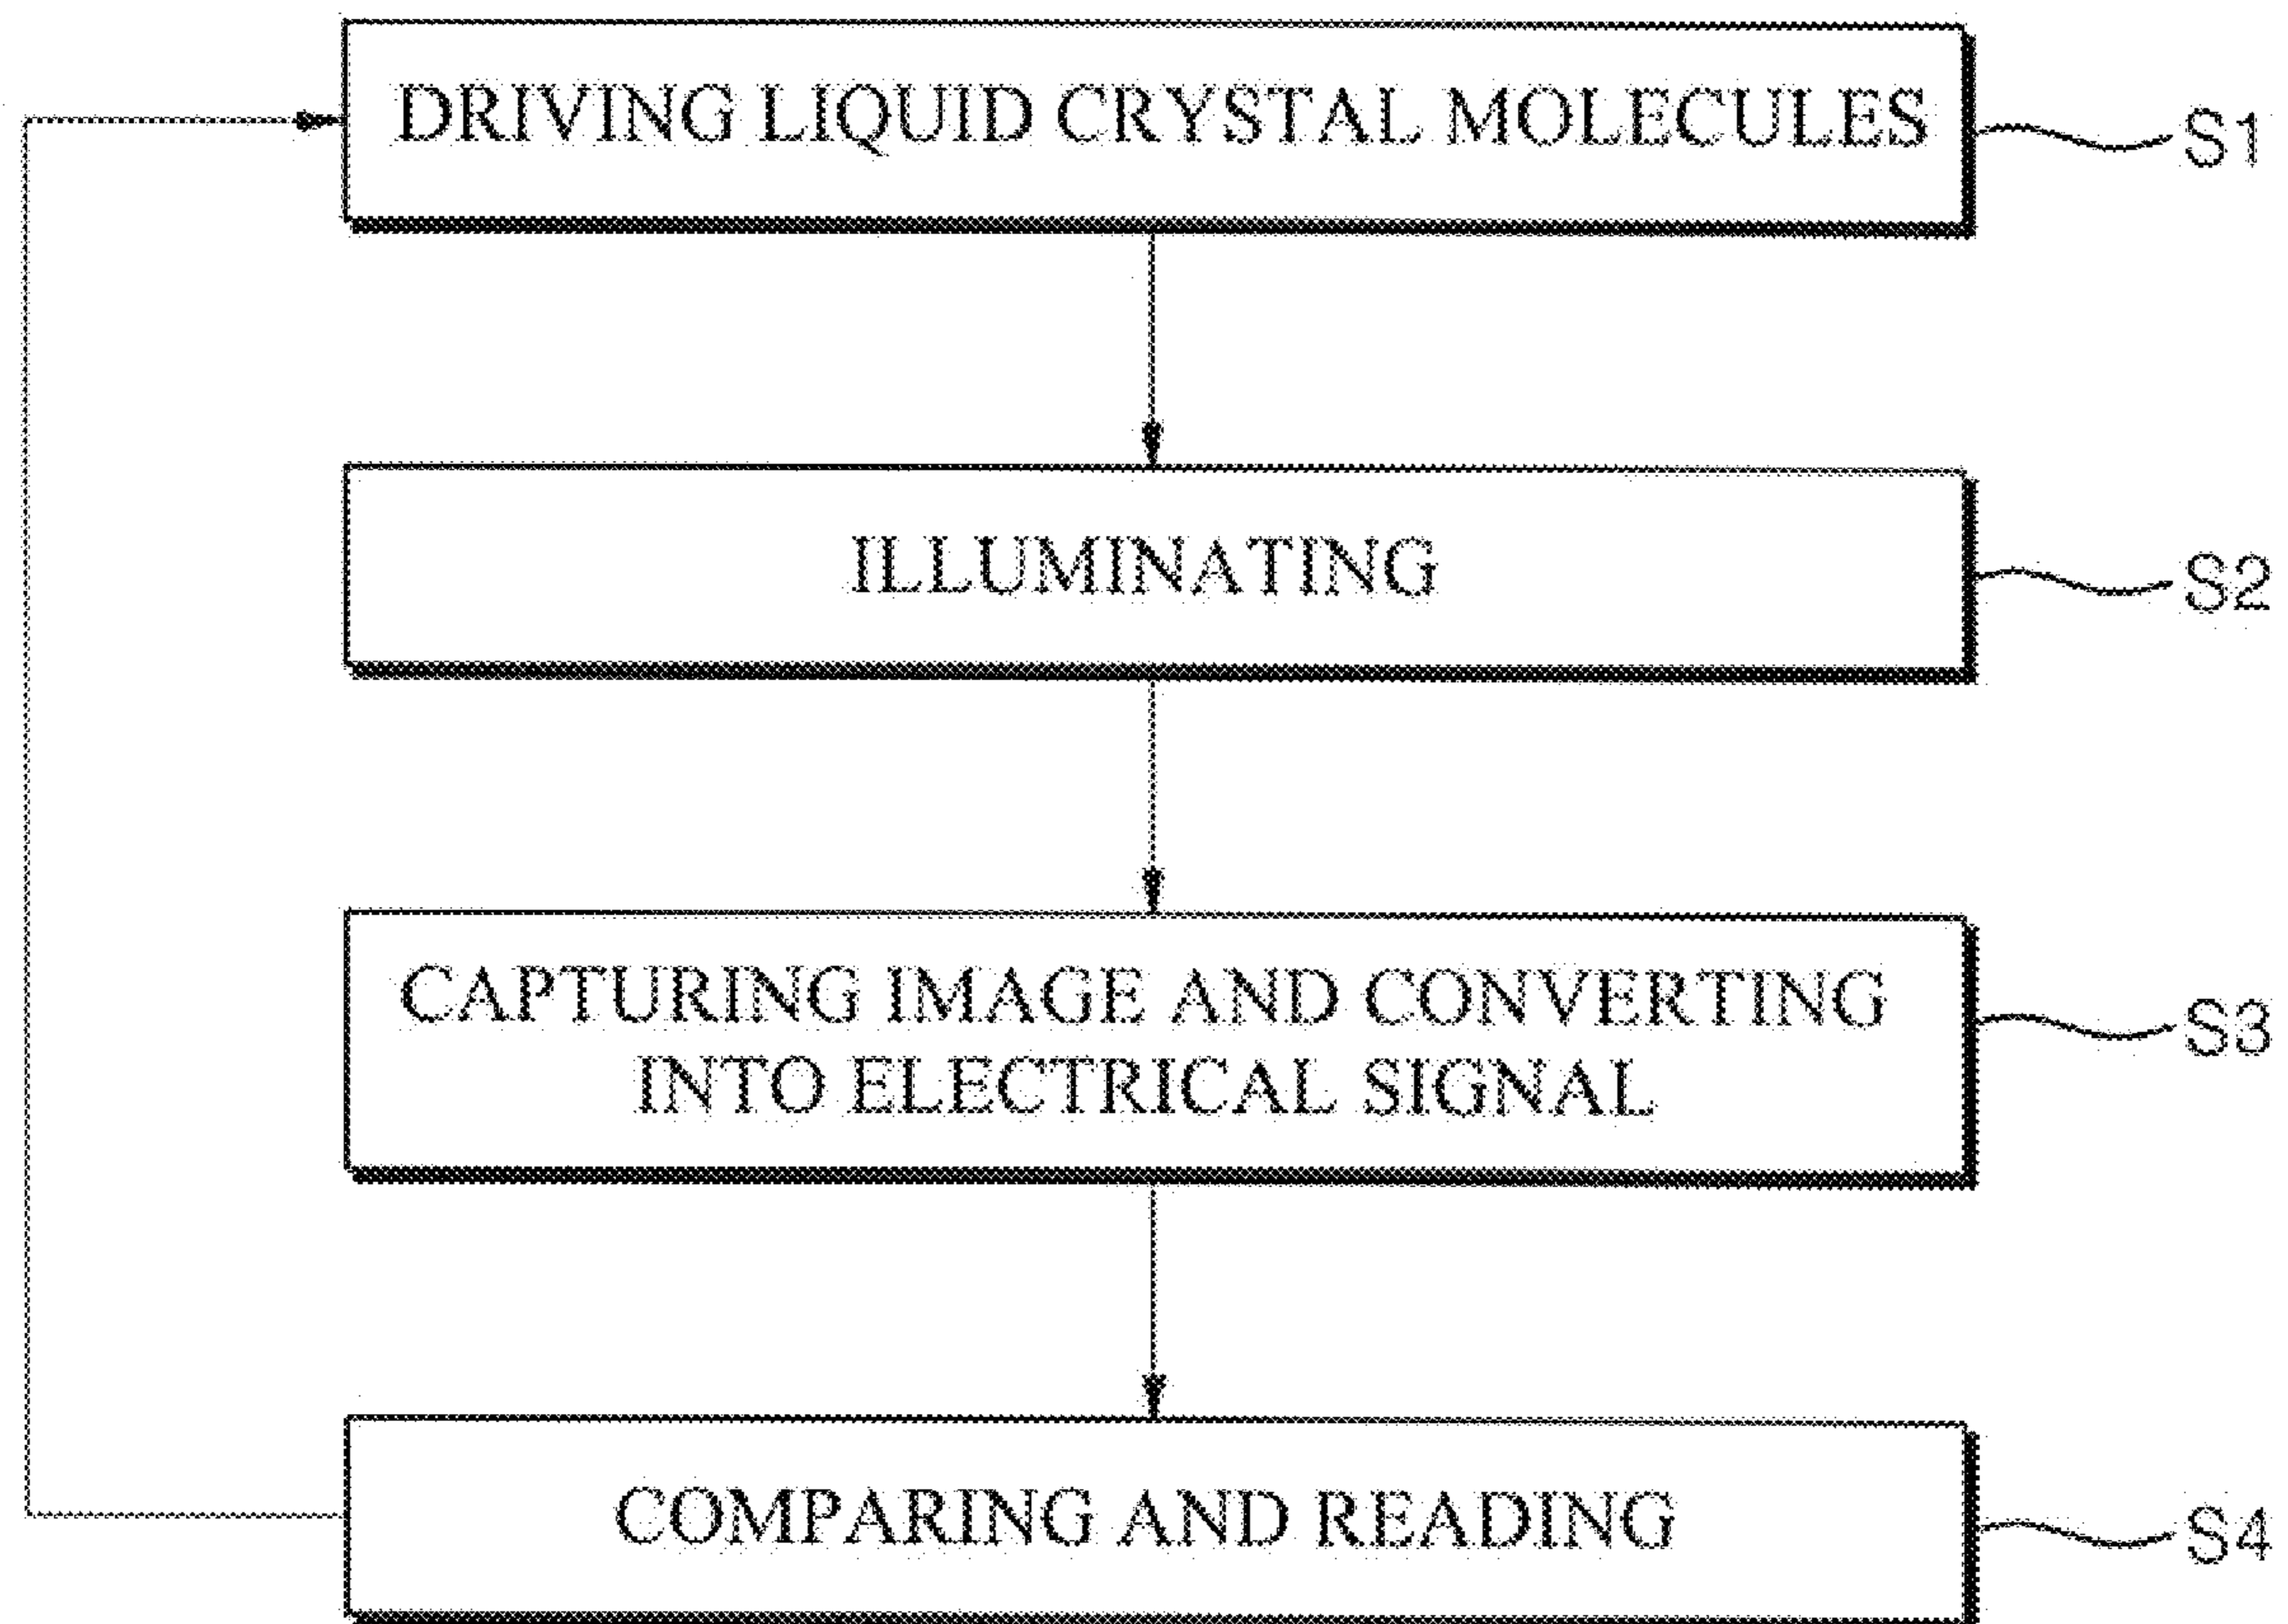 DRIVING LIQUID CRYSTAL MOLECULES
S1
ILLUMINATING
S2
CAPTURING IMAGE AND CONVERTING
INTO ELECTRICAL SIGNAL
S3
COMPARING AND READING
S4